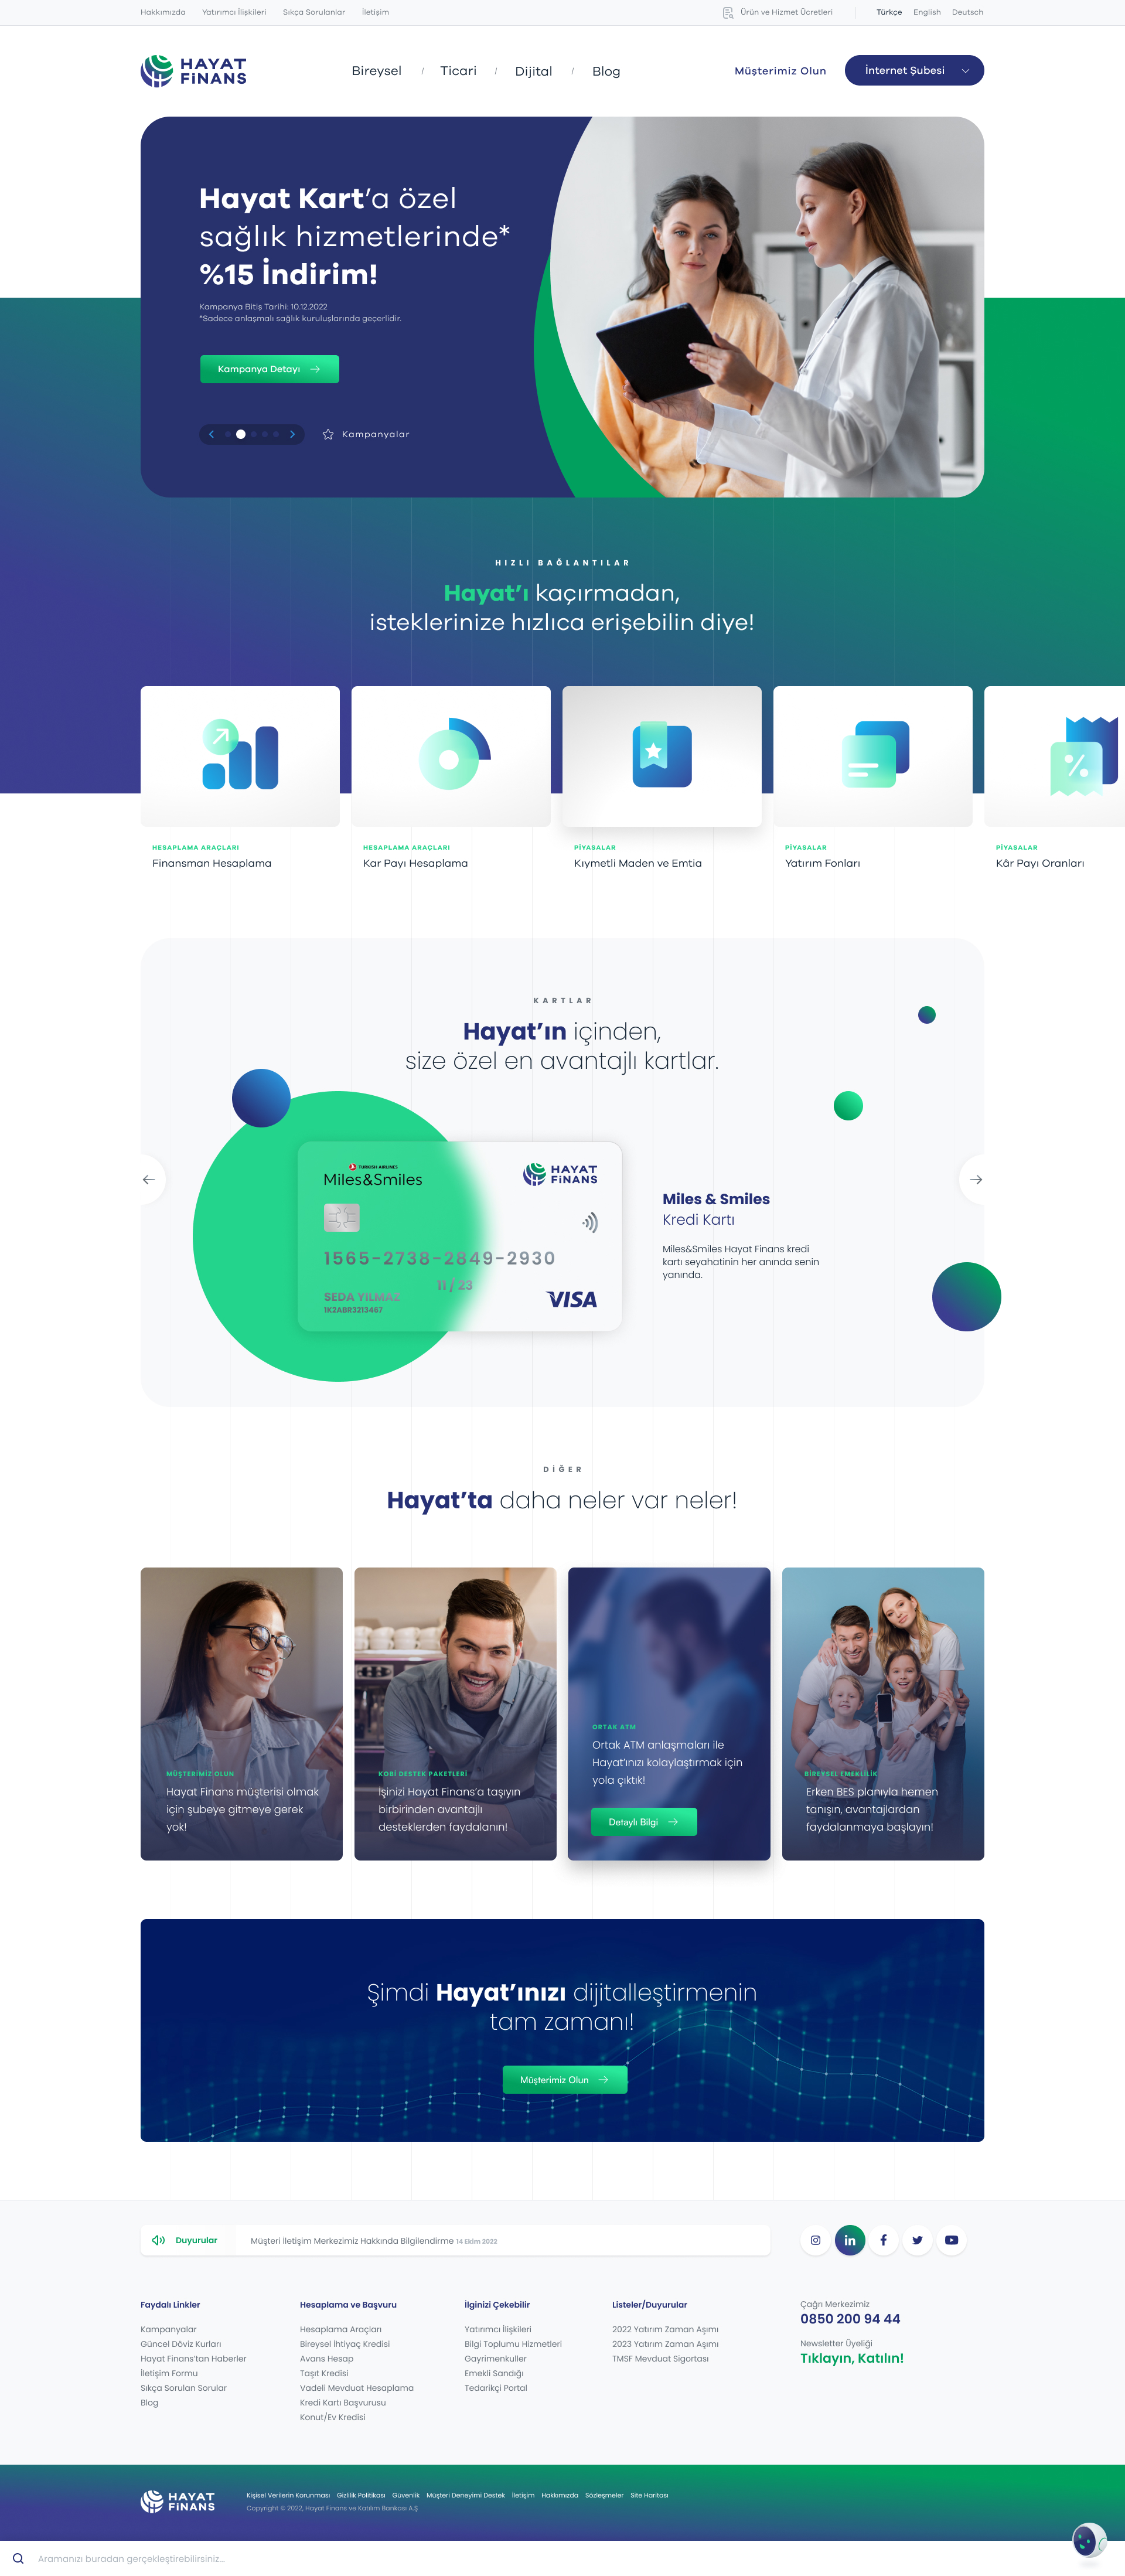 Hakkımızda Yatırımcı İlişkileri Sıkça Sorulanlar İletişim Ürün ve Hizmet Ücretleri Türkçe English Deutsch
HAYAT
FİNANS
Bireysel / Ticari / Dijital / Blog
Müşterimiz Olun
İnternet Şubesi
Hayat Kart’a özel
sağlık hizmetlerinde*
%15 İndirim!
Kampanya Bitiş Tarihi: 10.12.2022
*Sadece anlaşmalı sağlık kuruluşlarında geçerlidir.
Kampanya Detayı
Kampanyalar
HIZLI BAĞLANTILAR
Hayat’ı kaçırmadan,
isteklerinize hızlıca erişebilin diye!
HESAPLAMA ARAÇLARI
Finansman Hesaplama
HESAPLAMA ARAÇLARI
Kar Payı Hesaplama
PİYASALAR
Kıymetli Maden ve Emtia
PİYASALAR
Yatırım Fonları
%
PİYASALAR
Kâr Payı Oranları
KARTLAR
Hayat’ın içinden,
size özel en avantajlı kartlar.
TURKISH AIRLINES
Miles&Smiles
HAYAT
FİNANS
1565-2738-2849-2930
11 / 23
SEDA YILMAZ
1K2ABR3213467
VISA
Miles & Smiles
Kredi Kartı
Miles&Smiles Hayat Finans kredi
kartı seyahatinin her anında senin
yanında.
DİĞER
Hayat’ta daha neler var neler!
MÜŞTERİMİZ OLUN
Hayat Finans müşterisi olmak
için şubeye gitmeye gerek
yok!
KOBİ DESTEK PAKETLERİ
İşinizi Hayat Finans’a taşıyın
birbirinden avantajlı
desteklerden faydalanın!
ORTAK ATM
Ortak ATM anlaşmaları ile
Hayat’ınızı kolaylaştırmak için
yola çıktık!
Detaylı Bilgi
BİREYSEL EMEKLİLİK
Erken BES planıyla hemen
tanışın, avantajlardan
faydalanmaya başlayın!
Şimdi Hayat’ınızı dijitalleştirmenin
tam zamanı!
Müşterimiz Olun
Duyurular
Müşteri İletişim Merkezimiz Hakkında Bilgilendirme 14 Ekim 2022
Faydalı Linkler
Kampanyalar
Güncel Döviz Kurları
Hayat Finans’tan Haberler
İletişim Formu
Sıkça Sorulan Sorular
Blog
Hesaplama ve Başvuru
Hesaplama Araçları
Bireysel İhtiyaç Kredisi
Avans Hesap
Taşıt Kredisi
Vadeli Mevduat Hesaplama
Kredi Kartı Başvurusu
Konut/Ev Kredisi
İlginizi Çekebilir
Yatırımcı İlişkileri
Bilgi Toplumu Hizmetleri
Gayrimenkuller
Emekli Sandığı
Tedarikçi Portal
Listeler/Duyurular
2022 Yatırım Zaman Aşımı
2023 Yatırım Zaman Aşımı
TMSF Mevduat Sigortası
Çağrı Merkezimiz
0850 200 94 44
Newsletter Üyeliği
Tıklayın, Katılın!
HAYAT
FİNANS
Kişisel Verilerin Korunması Gizlilik Politikası Güvenlik Müşteri Deneyimi Destek İletişim Hakkımızda Sözleşmeler Site Haritası
Copyright © 2022, Hayat Finans ve Katılım Bankası A.Ş
Aramanızı buradan gerçekleştirebilirsiniz...